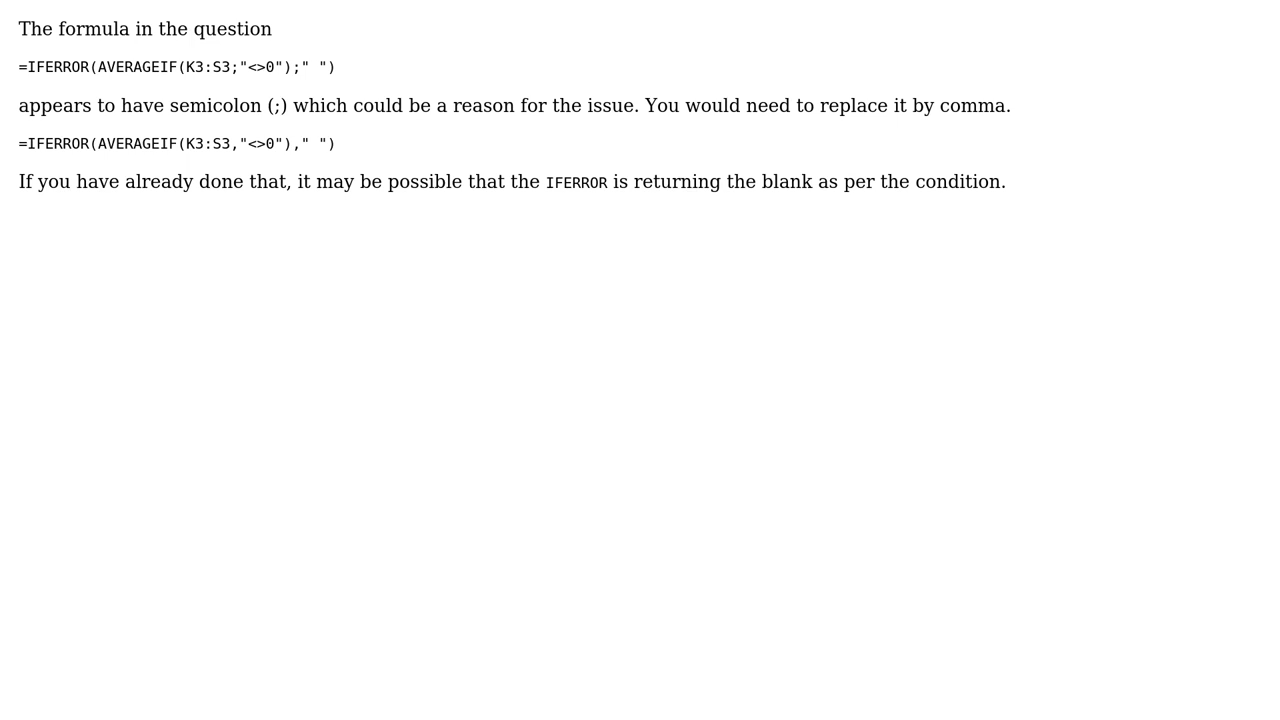 The formula in the question
=IFERROR(AVERAGEIF(K3:S3;"<>0");" ")
appears to have semicolon (;) which could be a reason for the issue. You would need to replace it by comma.
=IFERROR(AVERAGEIF(K3:S3,"<>0")," ")
If you have already done that, it may be possible that the IFERROR is returning the blank as per the condition.